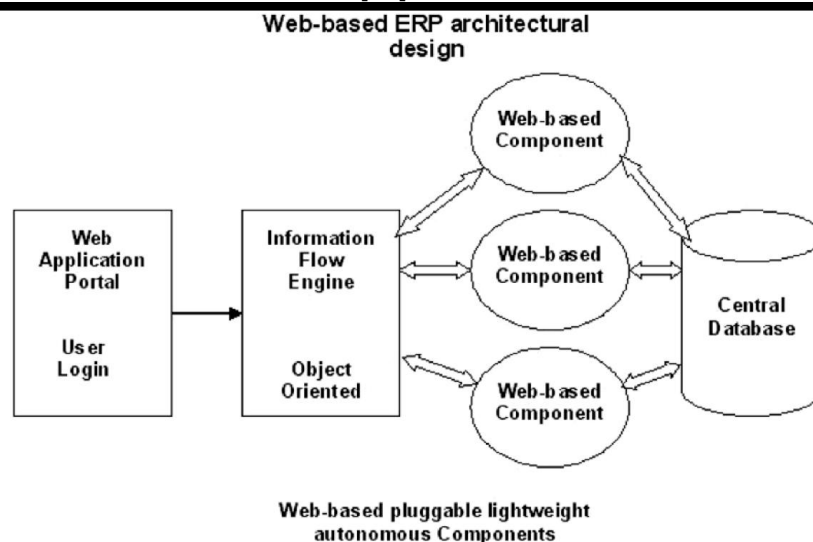 Web-based ERP architectural
design
Web
Application
Portal
User
Login
Information
Flow
Engine
Object
Oriented
Web-based
Component
Web-based
Component
Web-based
Component
Central
Database
Web-based pluggable lightweight
autonomous Components